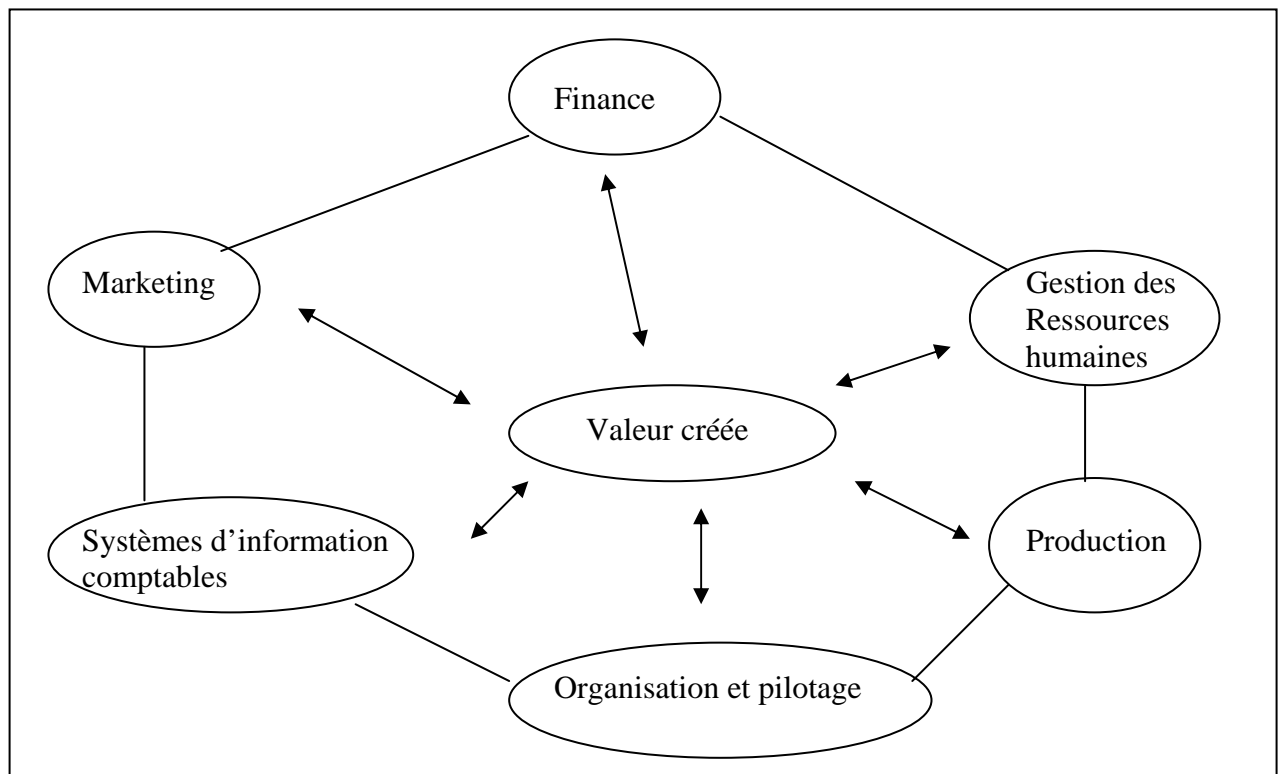 Finance
Marketing
Gestion des
Ressources
humaines
Valeur créée
Systèmes d’information
comptables
Production
Organisation et pilotage